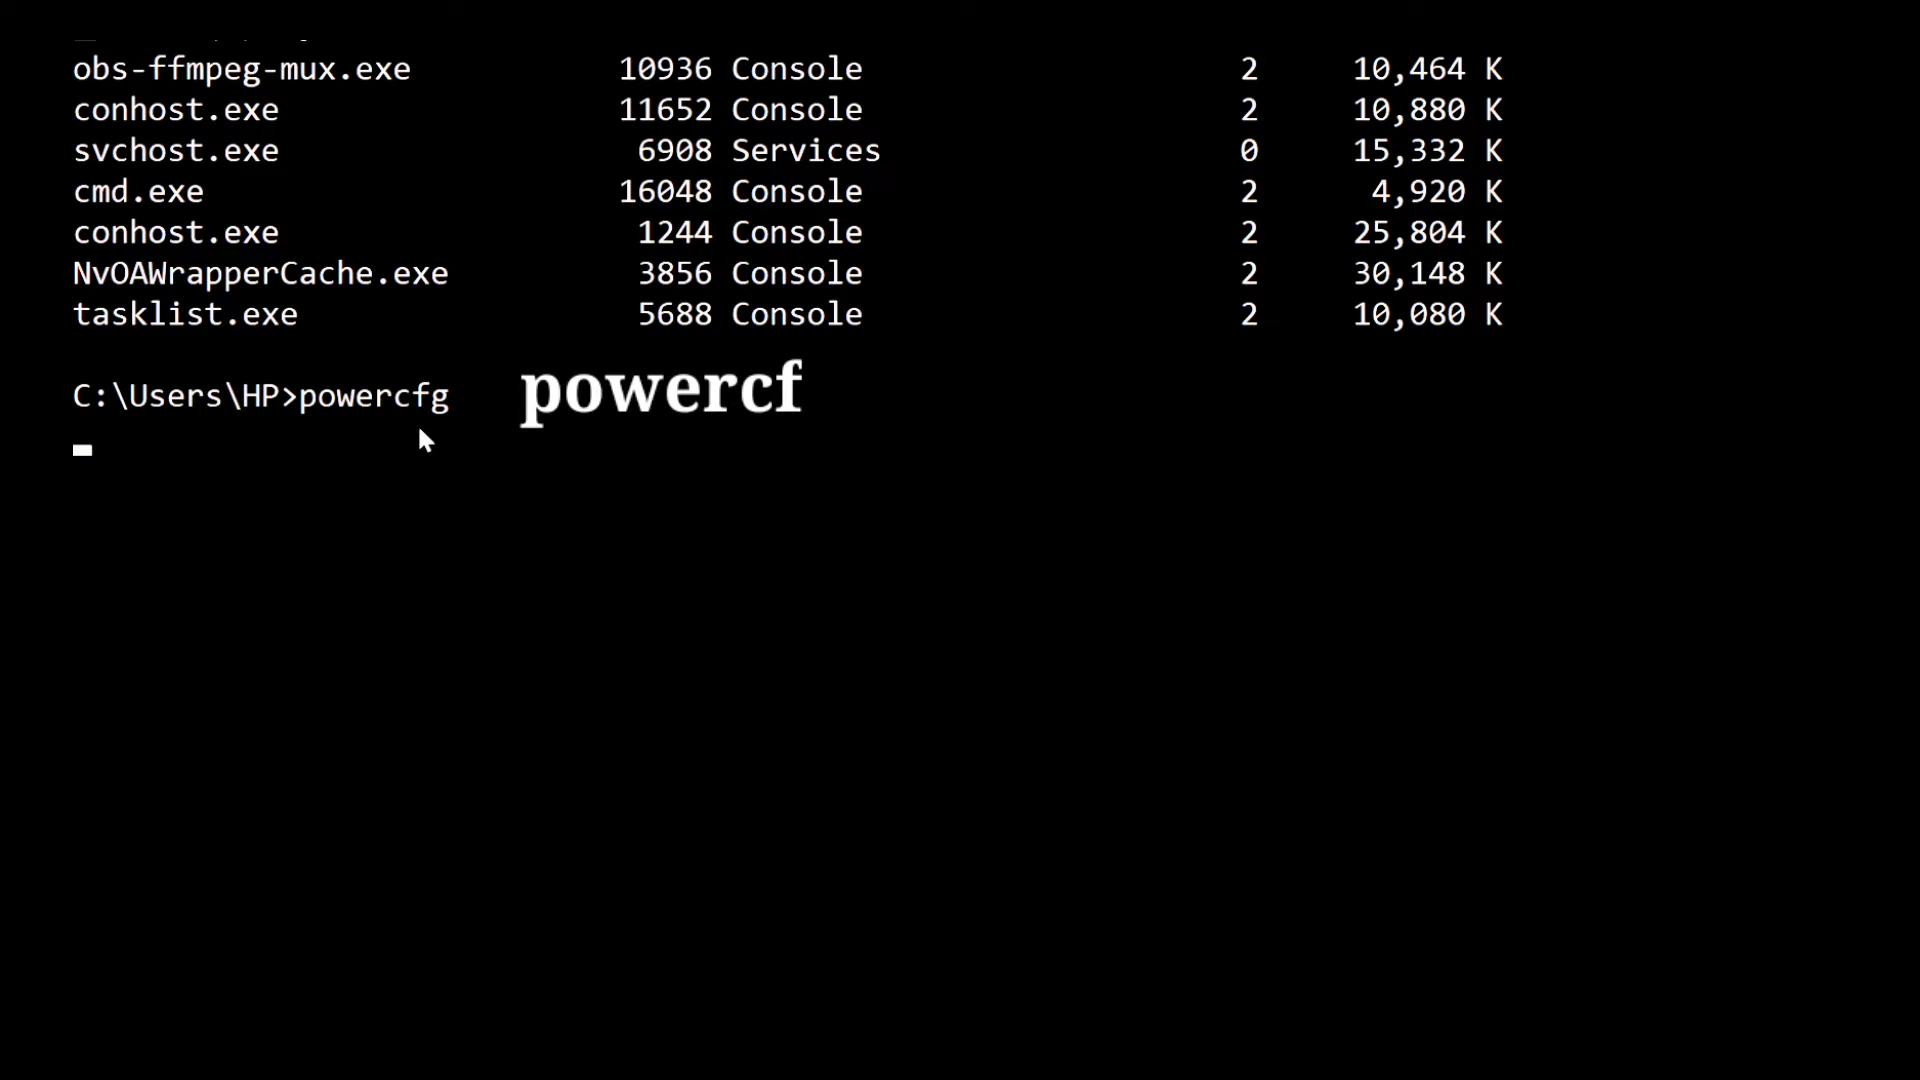 obs-ffmpeg-mux.exe 10936 Console 2 10,464 K
conhost.exe 11652 Console 2 10,880 K
svchost.exe 6908 Services 0 15,332 K
cmd.exe 16048 Console 2 4,920 K
conhost.exe 1244 Console 2 25,804 K
NvOAWrapperCache.exe 3856 Console 2 30,148 K
tasklist.exe 5688 Console 2 10,080 K
C:\Users\HP>powercfg powercf